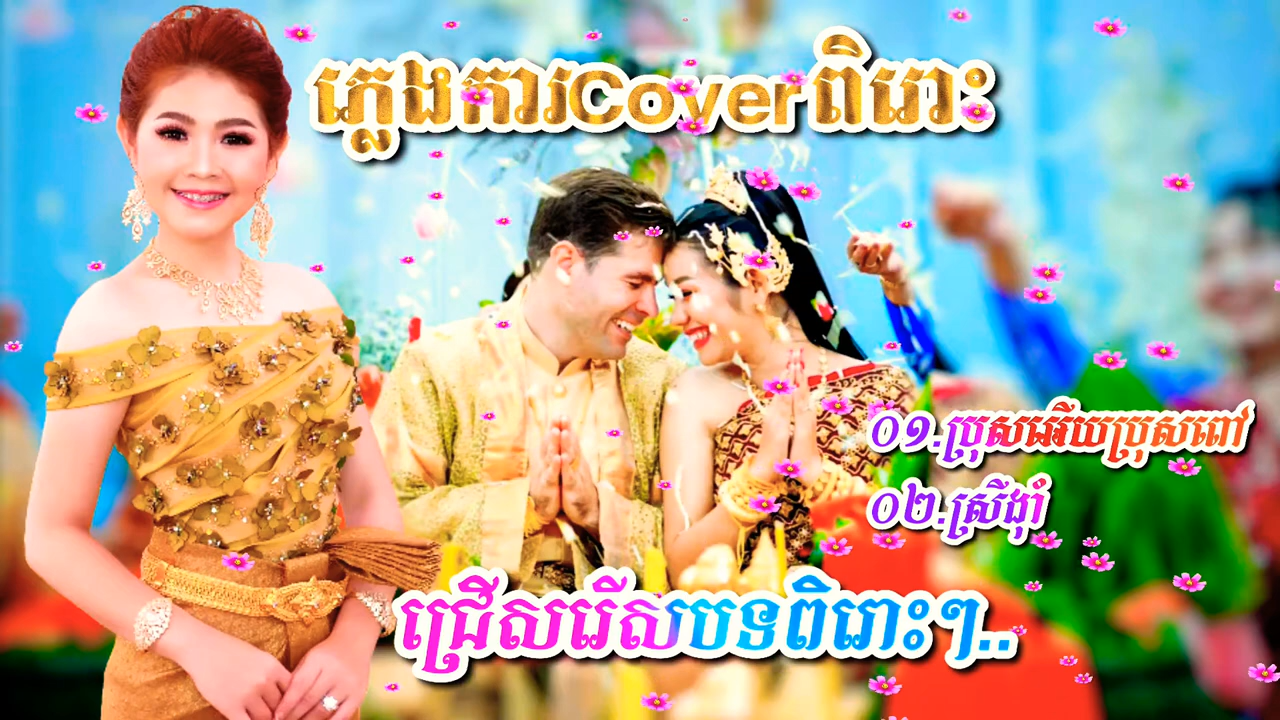 ភ្លេងការCoverពិរោះ
០១.ប្រុសអើយប្រុសពៅ
០២.ស្រីដាំ
ជ្រើសរើសបទពិរោះៗ..